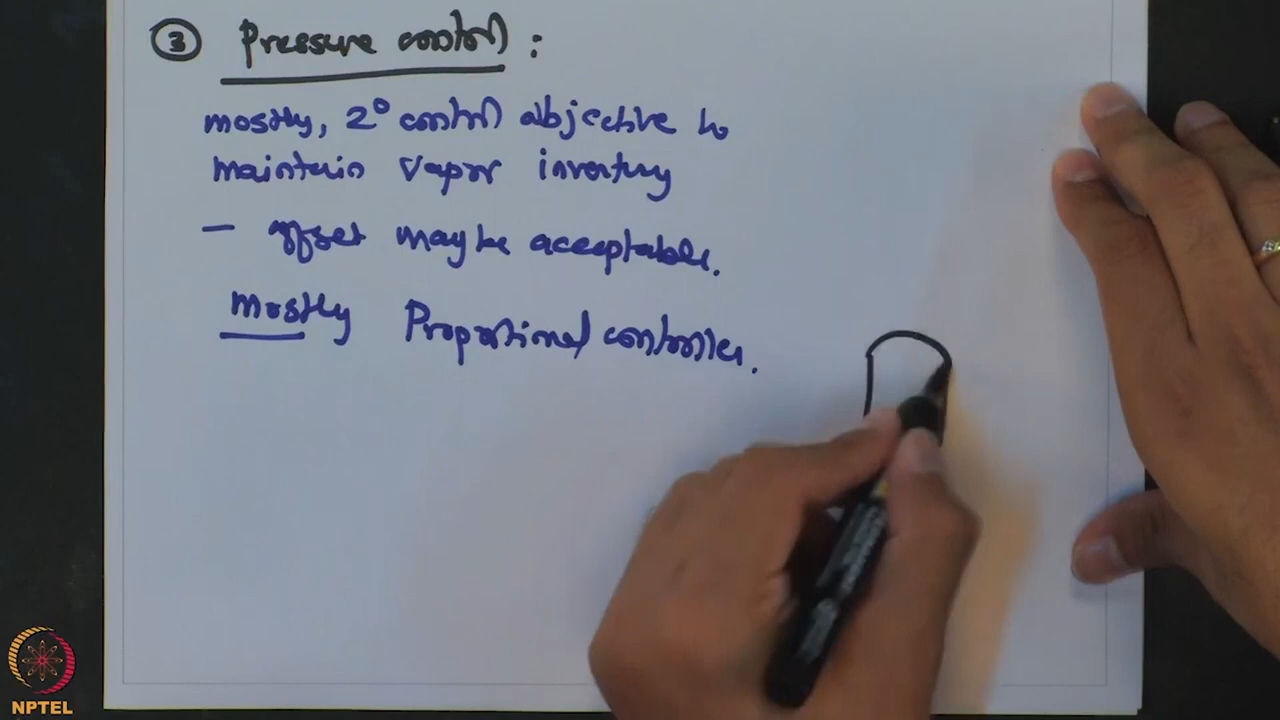 ③ Pressure control :
mostly, 2° control objective to
maintain vapor inventory
- offset may be acceptable.
mostly Proportional controller.
NPTEL